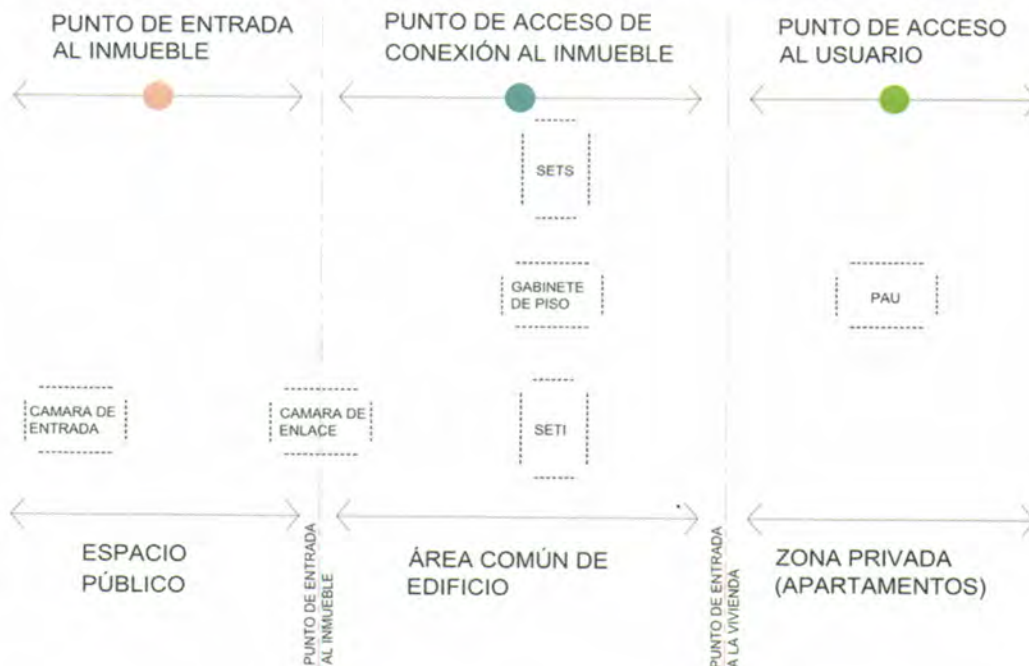 PUNTO DE ENTRADA
AL INMUEBLE
PUNTO DE ACCESO DE
CONEXIÓN AL INMUEBLE
PUNTO DE ACCESO
AL USUARIO
SETS
GABINETE
DE PISO
PAU
CAMARA DE
ENTRADA
CAMARA DE
ENLACE
SETI
ESPACIO
PÚBLICO
PUNTO DE ENTRADA
AL INMUEBLE
ÁREA COMÚN DE
EDIFICIO
PUNTO DE ENTRADA
A LA VIVIENDA
ZONA PRIVADA
(APARTAMENTOS)